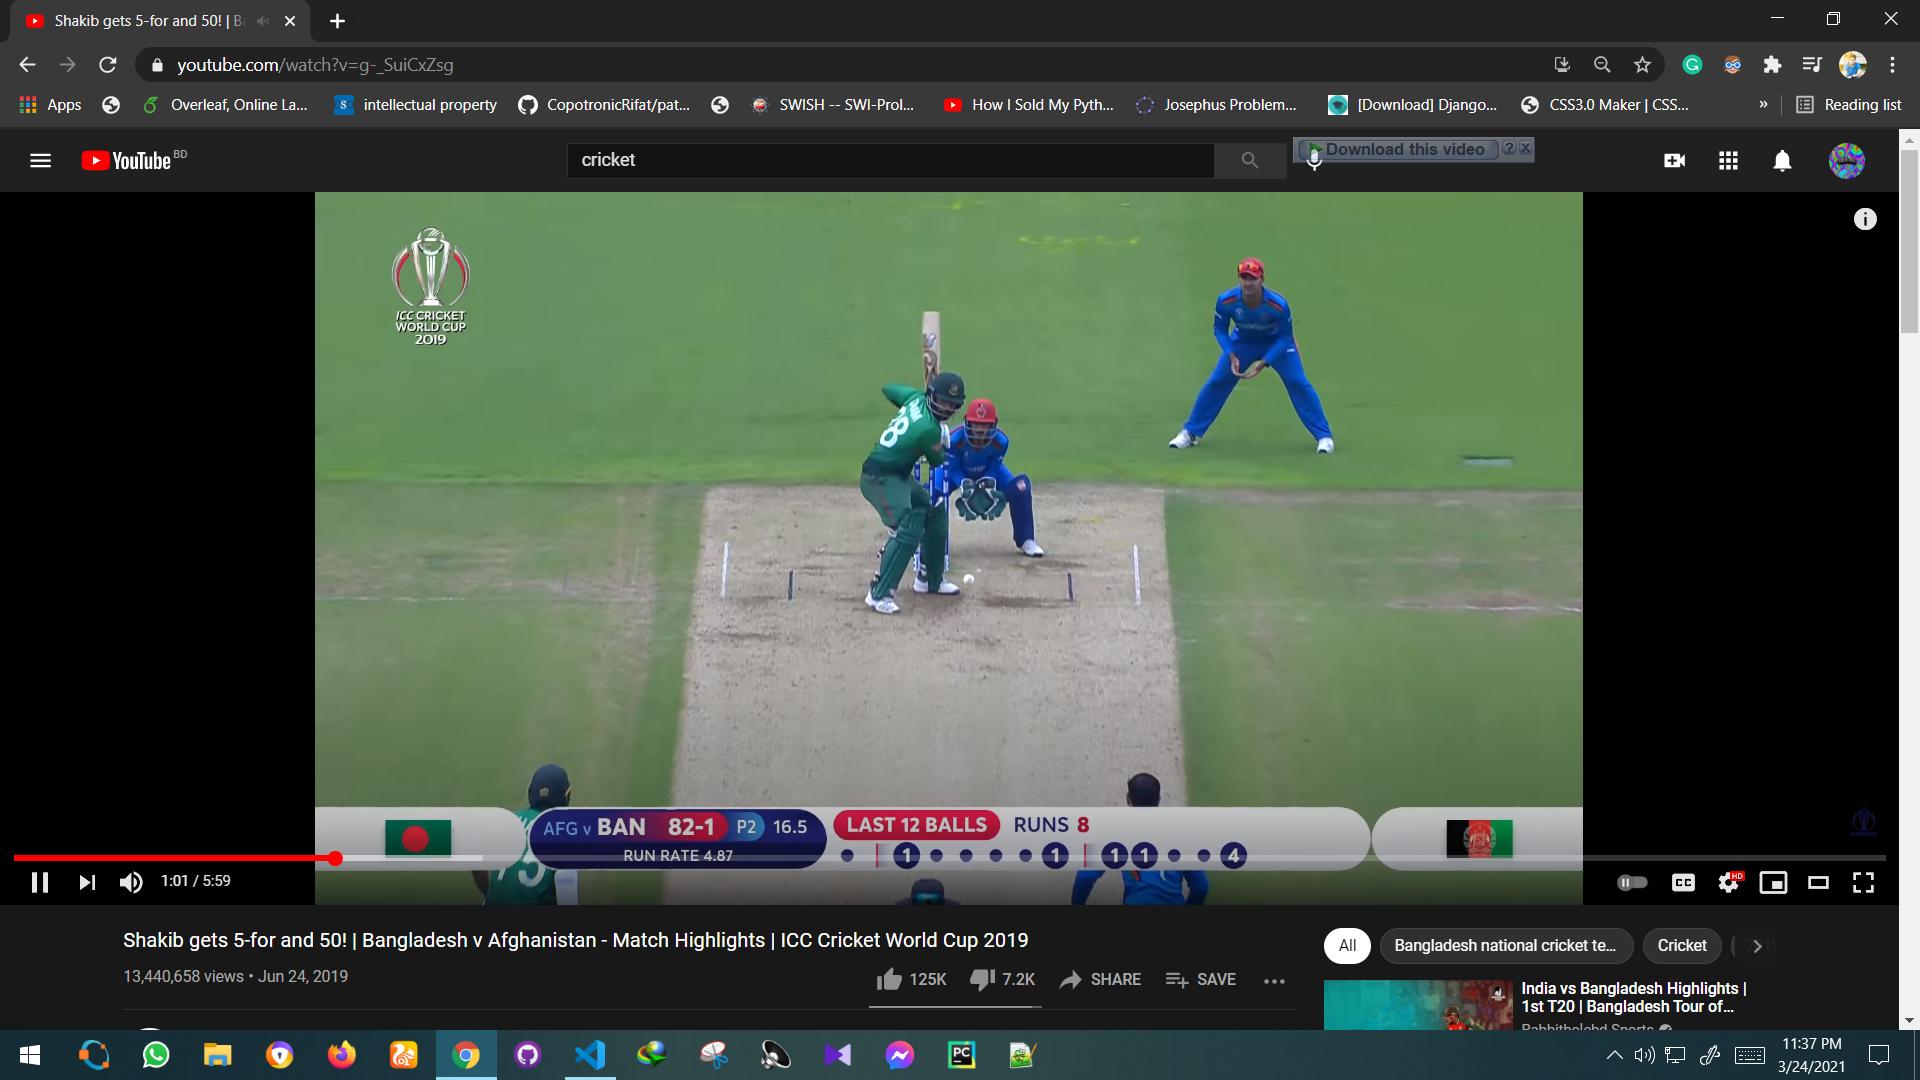 Shakib gets 5-for and 50! | B
youtube.com/watch?v=g-_SuiCxZsg
Apps
Overleaf, Online La...
intellectual property
CopotronicRifat/pat...
SWISH -- SWI-Prol...
How I Sold My Pyth...
Josephus Problem...
[Download] Django...
CSS3.0 Maker | CSS...
»
Reading list
YouTube BD
cricket
Download this video ? X
ICC CRICKET
WORLD CUP
2019
AFG v BAN 82-1 P2 16.5
LAST 12 BALLS RUNS 8
RUN RATE 4.87
1 1 1 1 4
1:01 / 5:59
CC
HD
Shakib gets 5-for and 50! | Bangladesh v Afghanistan - Match Highlights | ICC Cricket World Cup 2019
13,440,658 views • Jun 24, 2019
125K
7.2K
SHARE
SAVE
All
Bangladesh national cricket te...
Cricket
India vs Bangladesh Highlights |
1st T20 | Bangladesh Tour of...
Rabbitholebd Sports
PC
11:37 PM
3/24/2021